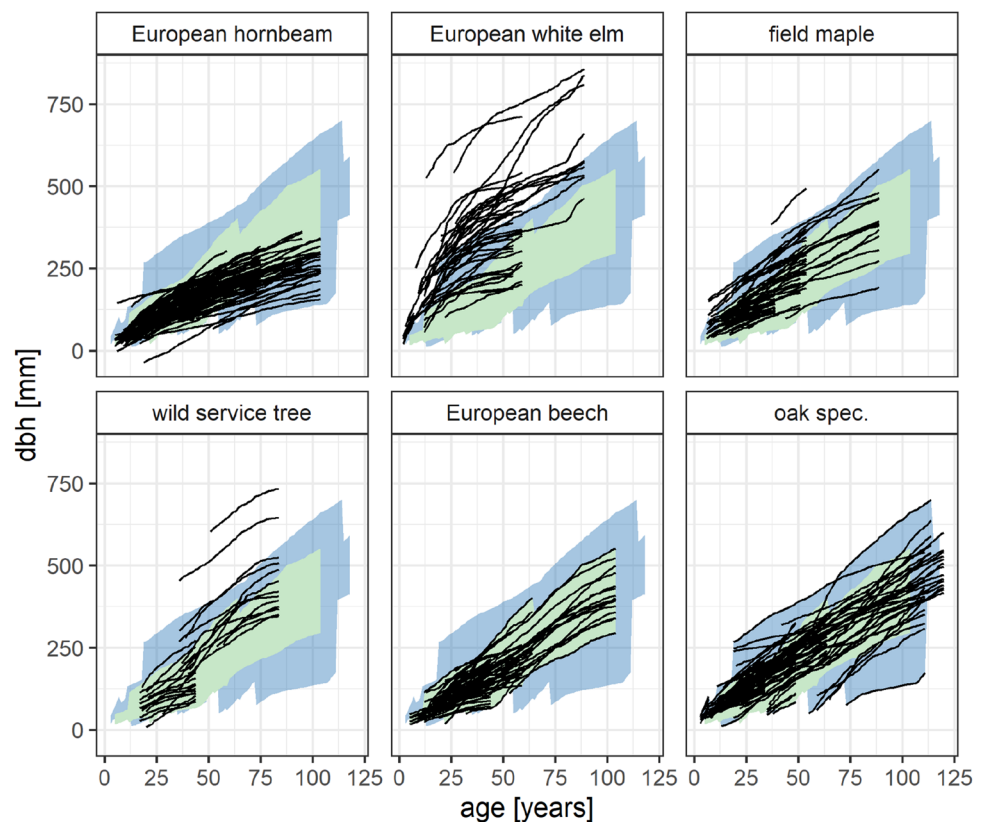 European hornbeam European white elm field maple
750
500
250
0
wild service tree European beech oak spec.
750
500
250
0
0 25 50 75 100 125 0 25 50 75 100 125 0 25 50 75 100 125
dbh [mm]
age [years]